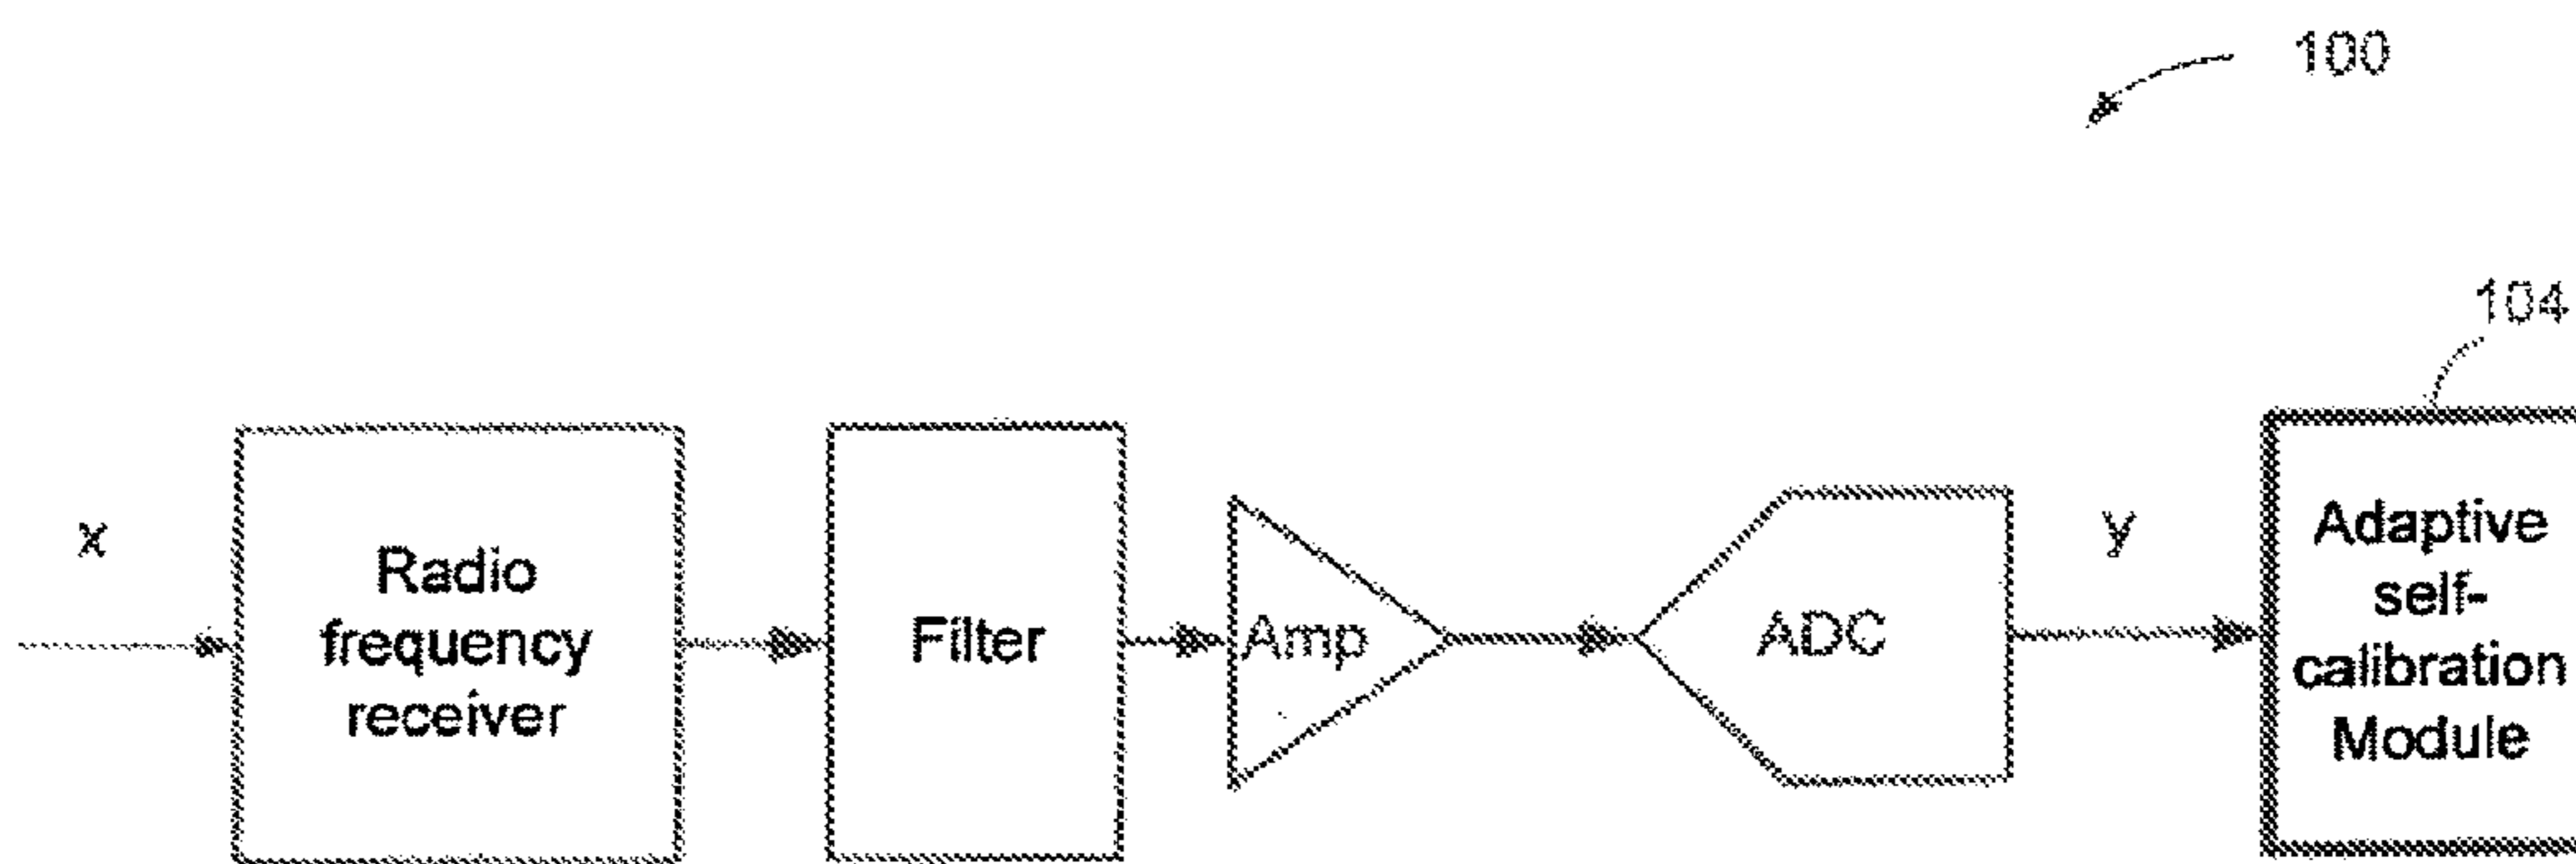 100
104
x
Radio
frequency
receiver
Filter
Amp
ADC
y
Adaptive
self-
calibration
Module